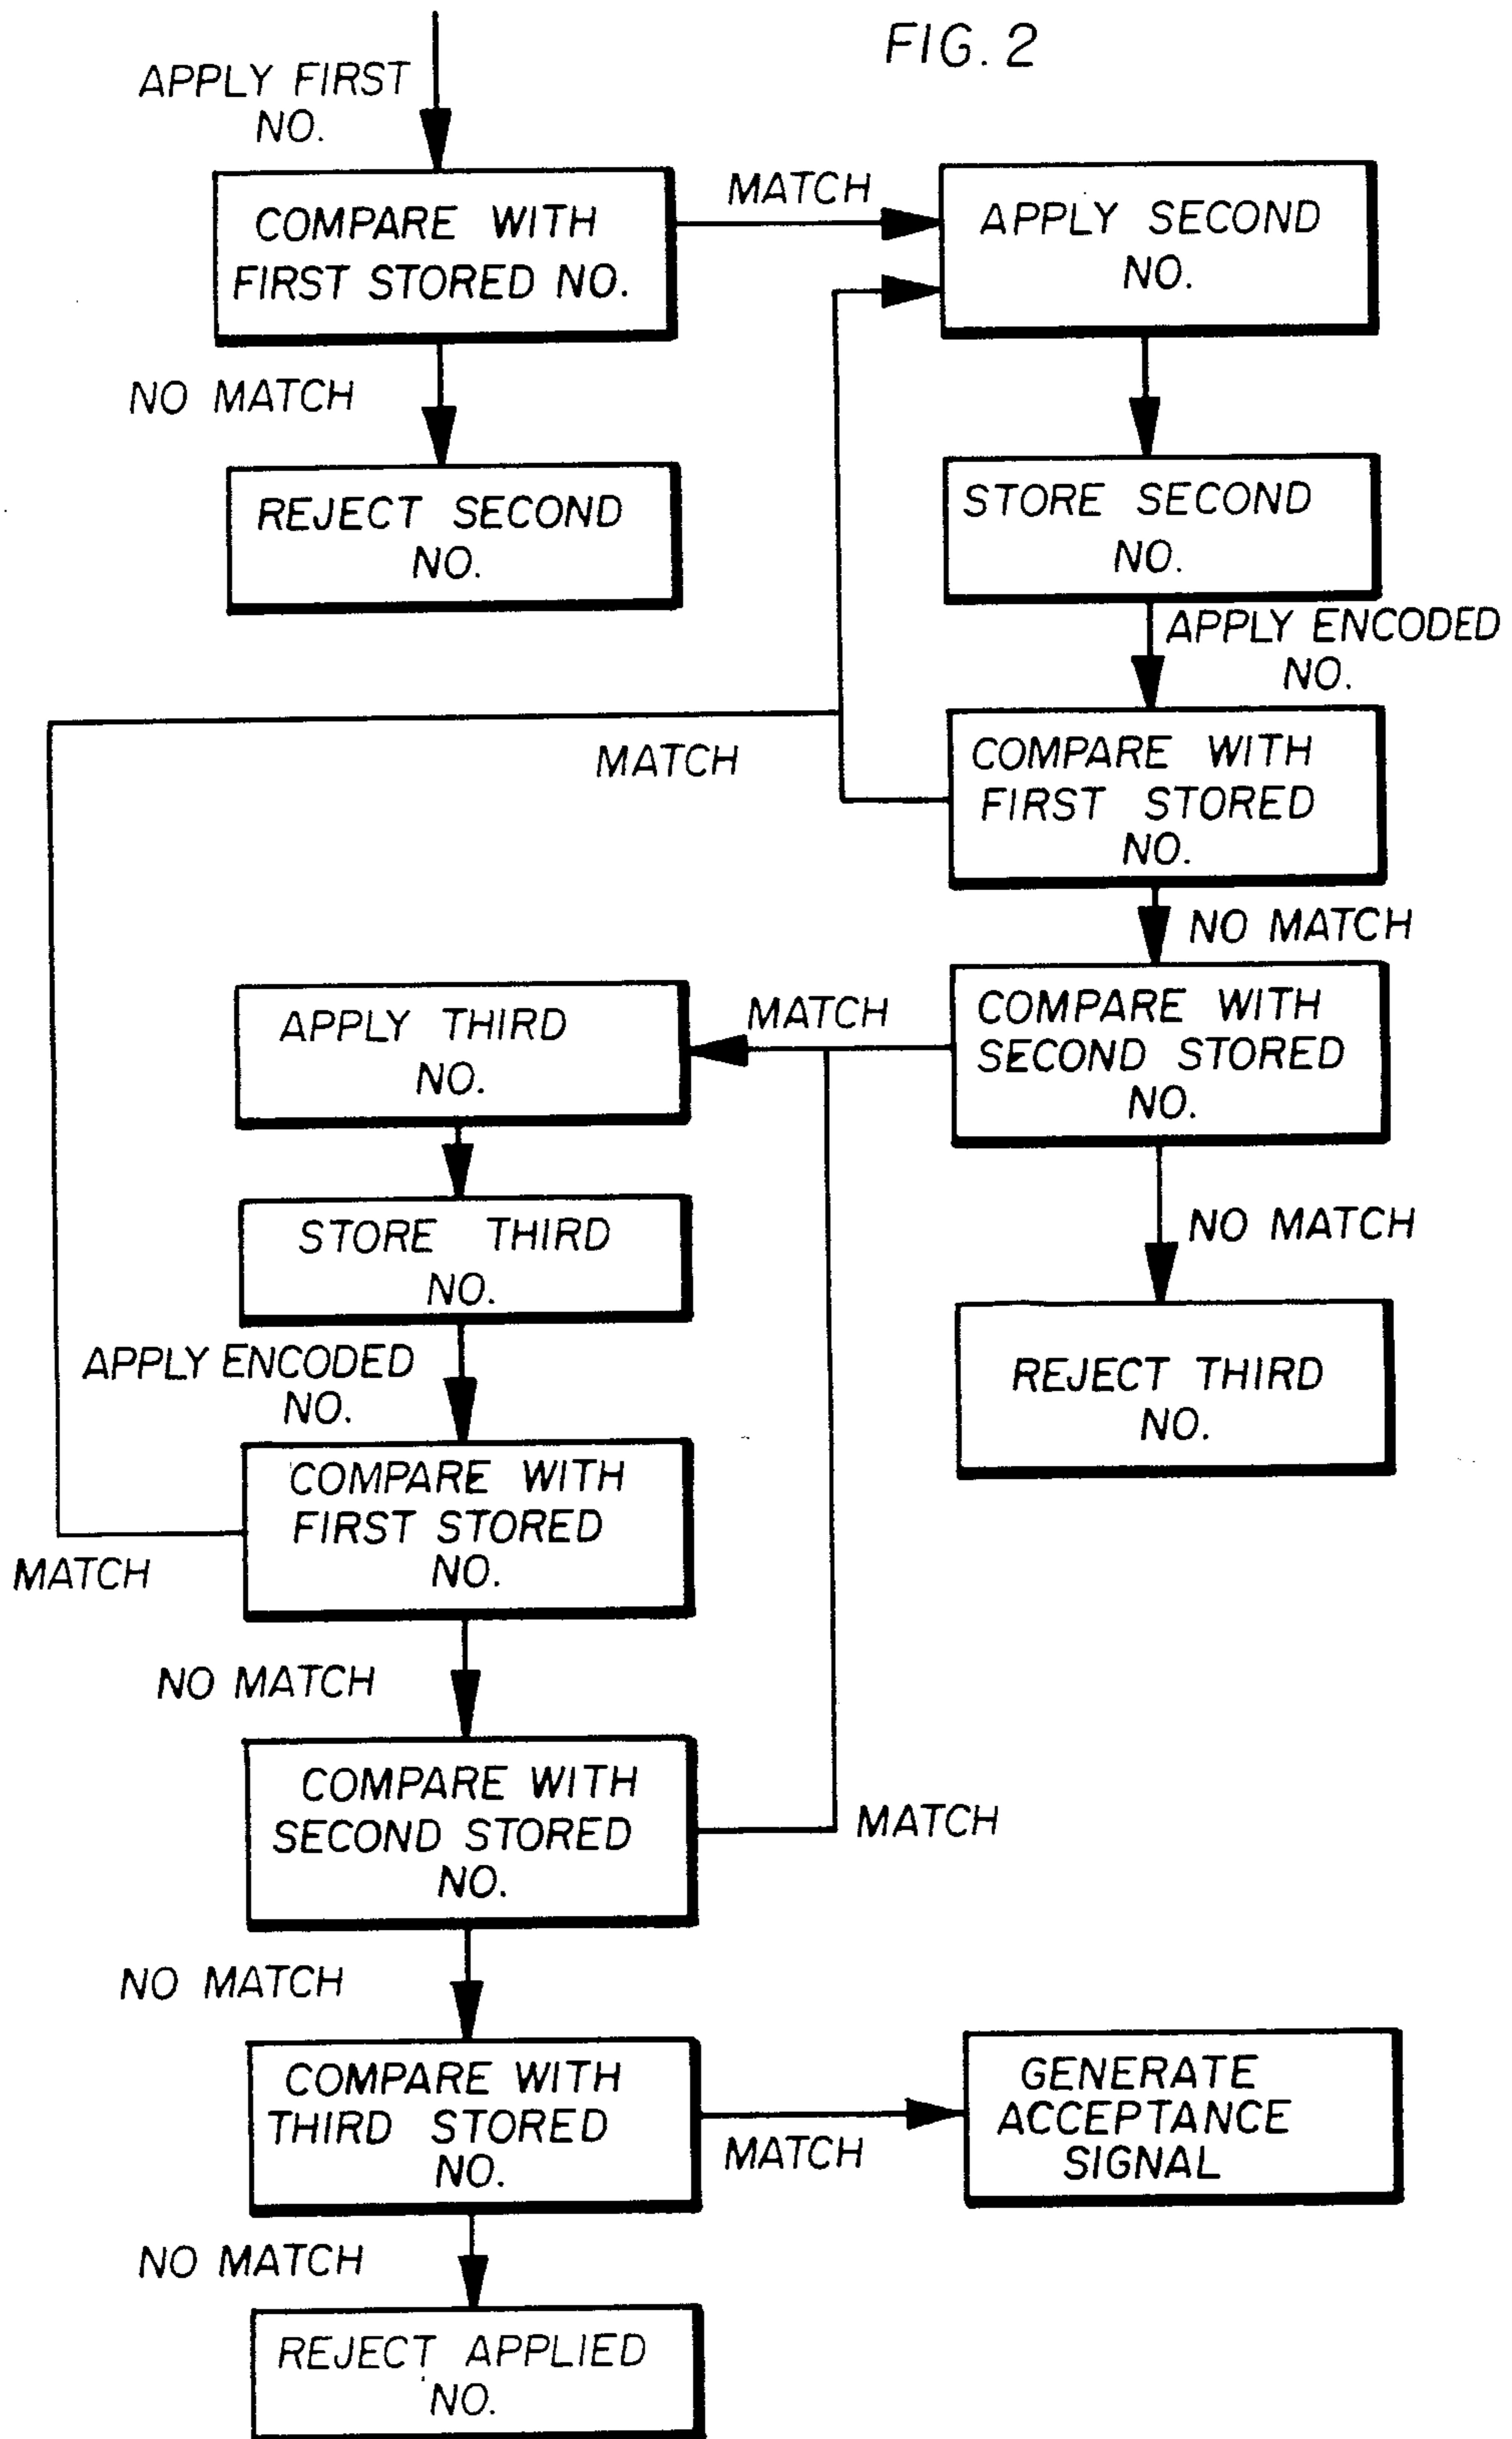 FIG. 2
APPLY FIRST
NO.
COMPARE WITH
FIRST STORED NO.
MATCH
APPLY SECOND
NO.
NO MATCH
REJECT SECOND
NO.
STORE SECOND
NO.
APPLY ENCODED
NO.
MATCH
COMPARE WITH
FIRST STORED
NO.
NO MATCH
COMPARE WITH
SECOND STORED
NO.
MATCH
APPLY THIRD
NO.
NO MATCH
REJECT THIRD
NO.
STORE THIRD
NO.
APPLY ENCODED
NO.
COMPARE WITH
FIRST STORED
NO.
MATCH
NO MATCH
COMPARE WITH
SECOND STORED
NO.
MATCH
NO MATCH
COMPARE WITH
THIRD STORED
NO.
MATCH
GENERATE
ACCEPTANCE
SIGNAL
NO MATCH
REJECT APPLIED
NO.